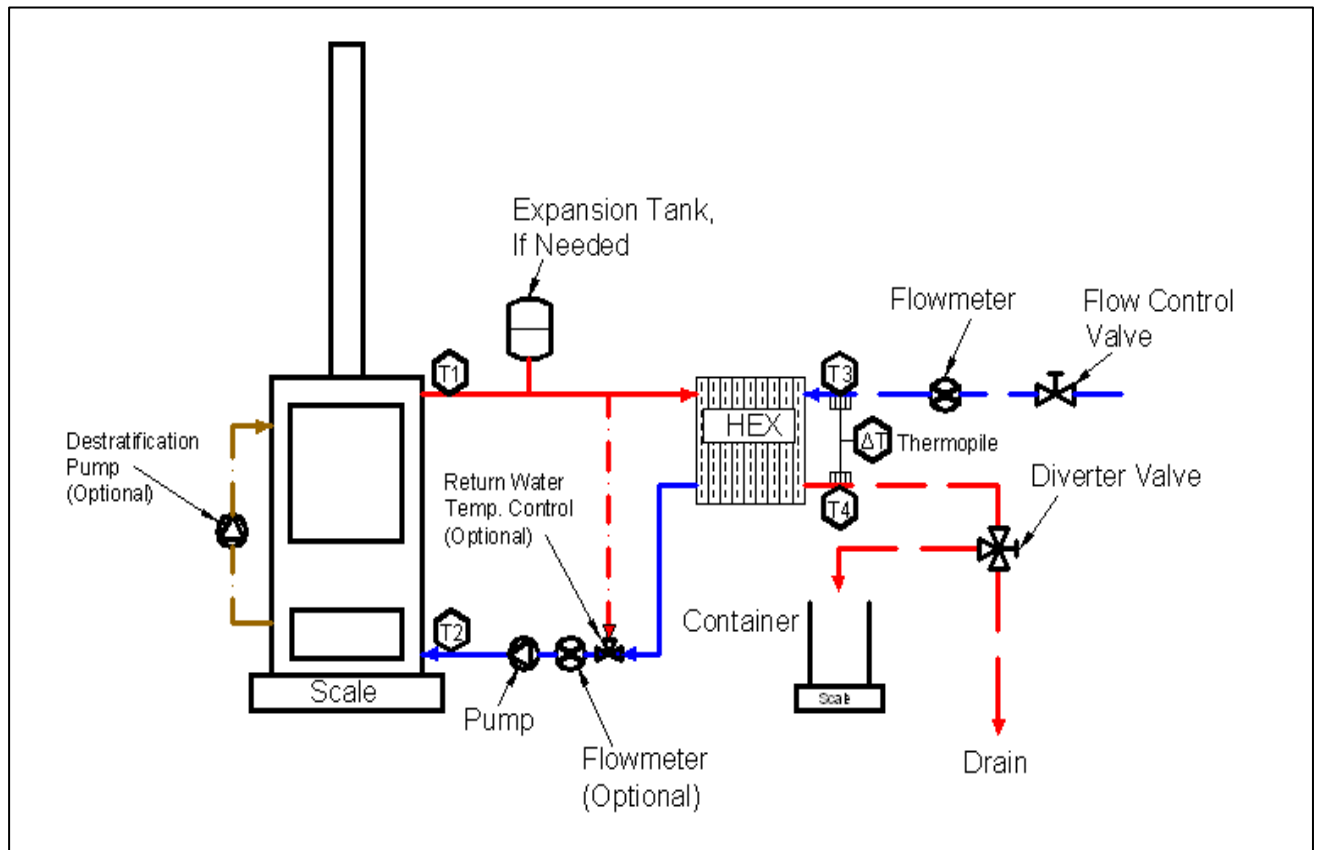 Expansion Tank,
If Needed
Flowmeter
Flow Control
Valve
T1
T3
HEX
ΔT
Thermopile
Destratification
Pump
(Optional)
Return Water
Temp. Control
(Optional)
T4
Diverter Valve
Container
T2
Scale
Scale
Pump
Flowmeter
(Optional)
Drain